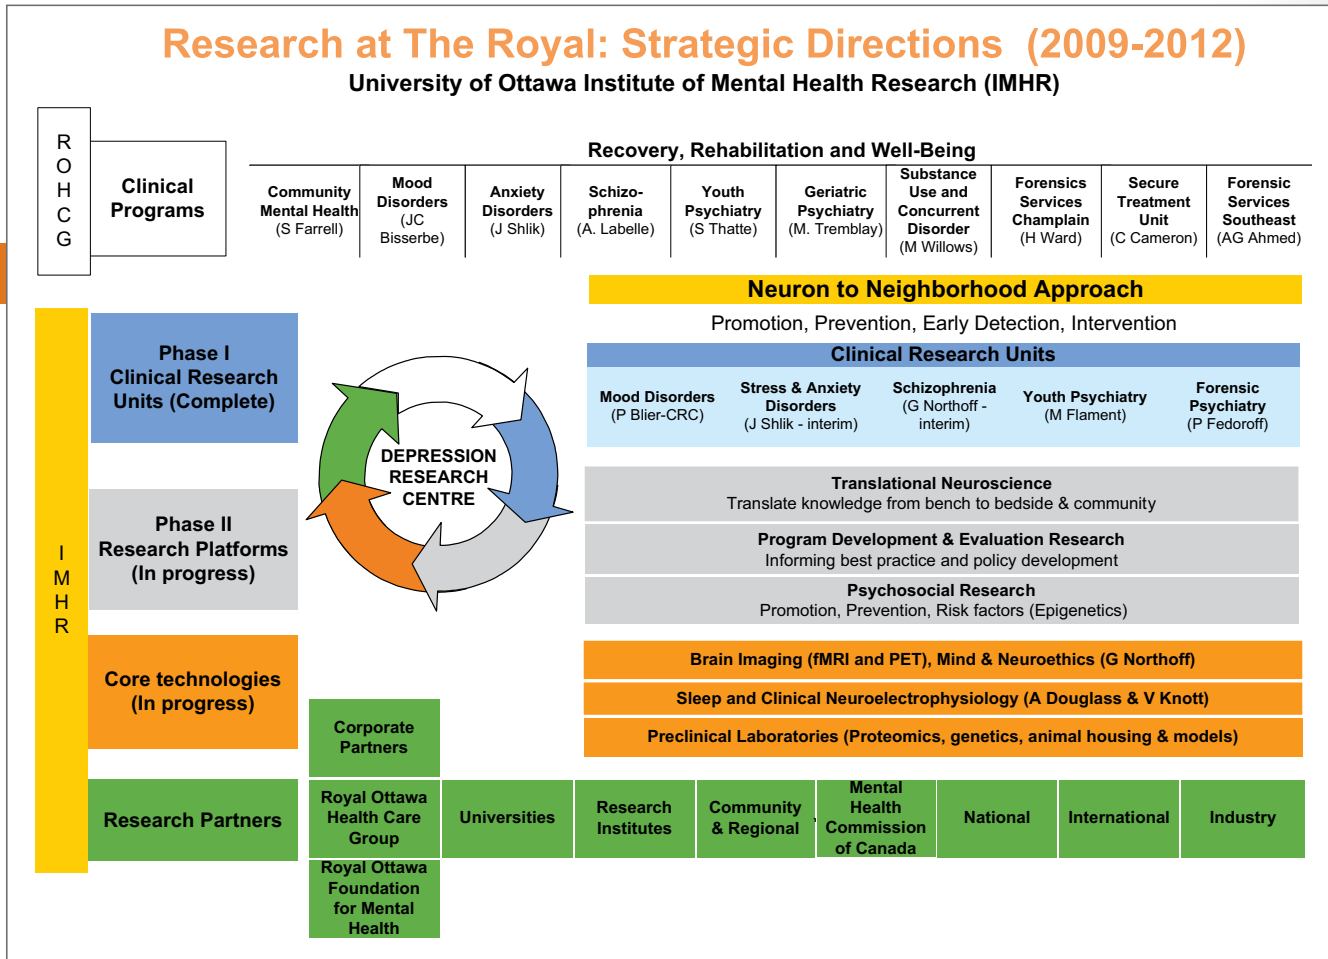 Research at The Royal: Strategic Directions (2009-2012)
University of Ottawa Institute of Mental Health Research (IMHR)
R
O
H
C
G
Clinical
Programs
Recovery, Rehabilitation and Well-Being
Community
Mental Health
(S Farrell)
Mood
Disorders
(JC
Bisserbe)
Anxiety
Disorders
(J Shlik)
Schizo-
phrenia
(A. Labelle)
Youth
Psychiatry
(S Thatte)
Geriatric
Psychiatry
(M. Tremblay)
Substance
Use and
Concurrent
Disorder
(M Willows)
Forensics
Services
Champlain
(H Ward)
Secure
Treatment
Unit
(C Cameron)
Forensic
Services
Southeast
(AG Ahmed)
Neuron to Neighborhood Approach
Promotion, Prevention, Early Detection, Intervention
I
M
H
R
Phase I
Clinical Research
Units (Complete)
Clinical Research Units
Mood Disorders
(P Blier-CRC)
Stress & Anxiety
Disorders
(J Shlik - interim)
Schizophrenia
(G Northoff -
interim)
Youth Psychiatry
(M Flament)
Forensic
Psychiatry
(P Fedoroff)
DEPRESSION
RESEARCH
CENTRE
Phase II
Research Platforms
(In progress)
Translational Neuroscience
Translate knowledge from bench to bedside & community
Program Development & Evaluation Research
Informing best practice and policy development
Psychosocial Research
Promotion, Prevention, Risk factors (Epigenetics)
Core technologies
(In progress)
Brain Imaging (fMRI and PET), Mind & Neuroethics (G Northoff)
Sleep and Clinical Neuroelectrophysiology (A Douglass & V Knott)
Preclinical Laboratories (Proteomics, genetics, animal housing & models)
Research Partners
Corporate
Partners
Royal Ottawa
Health Care
Group
Royal Ottawa
Foundation
for Mental
Health
Universities
Research
Institutes
Community
& Regional
Mental
Health
Commission
of Canada
National
International
Industry